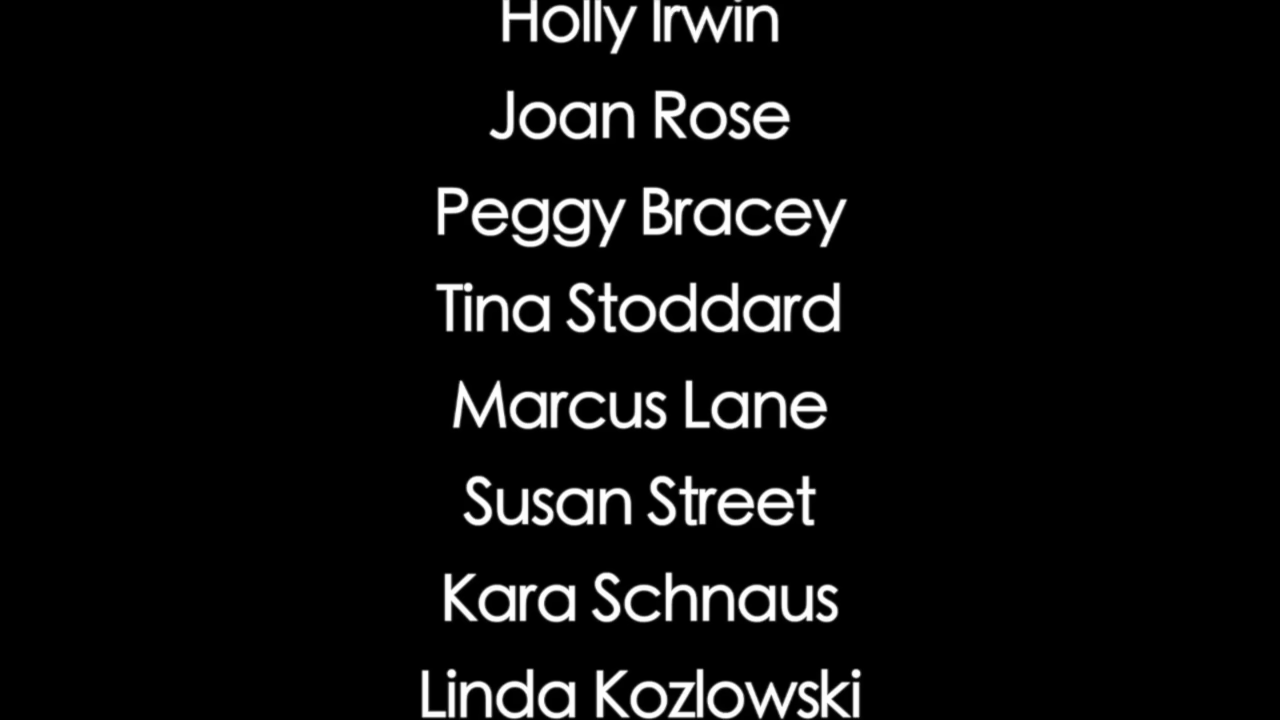 Holly Irwin
Joan Rose
Peggy Bracey
Tina Stoddard
Marcus Lane
Susan Street
Kara Schnaus
Linda Kozlowski